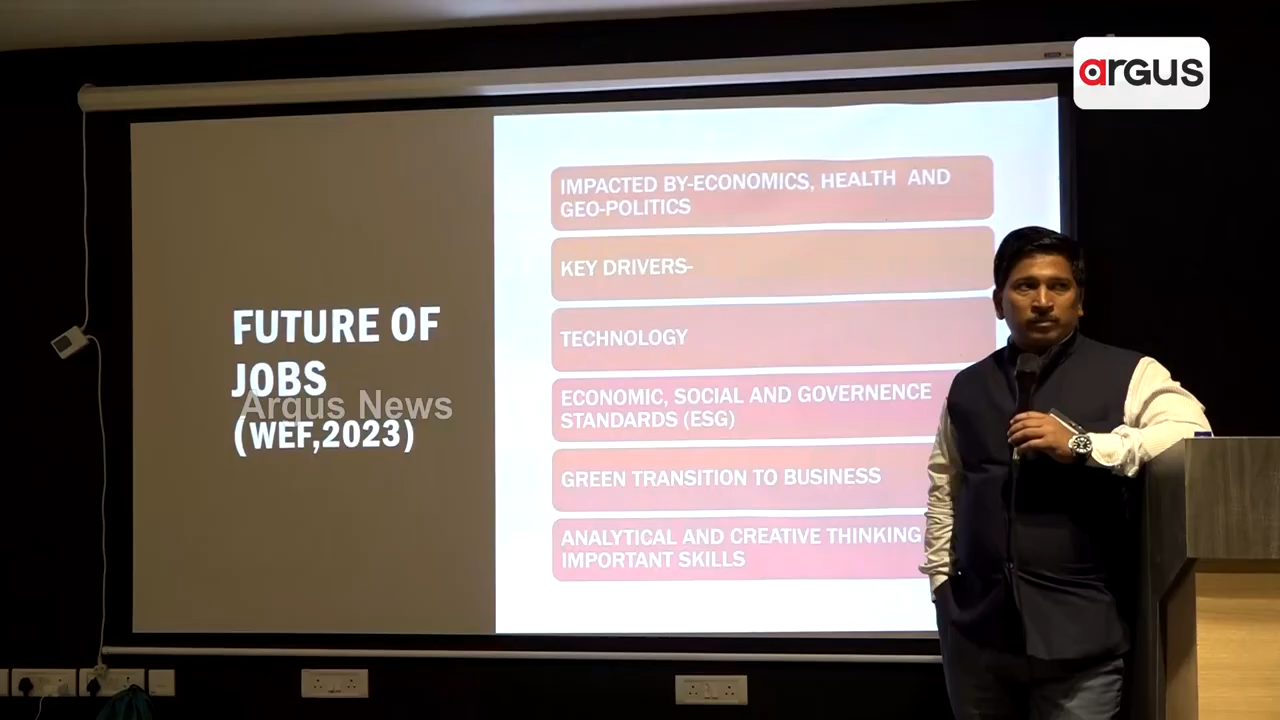 argus
FUTURE OF
JOBS
(WEF,2023)
Argus News
IMPACTED BY-ECONOMICS, HEALTH AND
GEO-POLITICS
KEY DRIVERS-
TECHNOLOGY
ECONOMIC, SOCIAL AND GOVERNENCE
STANDARDS (ESG)
GREEN TRANSITION TO BUSINESS
ANALYTICAL AND CREATIVE THINKING
IMPORTANT SKILLS